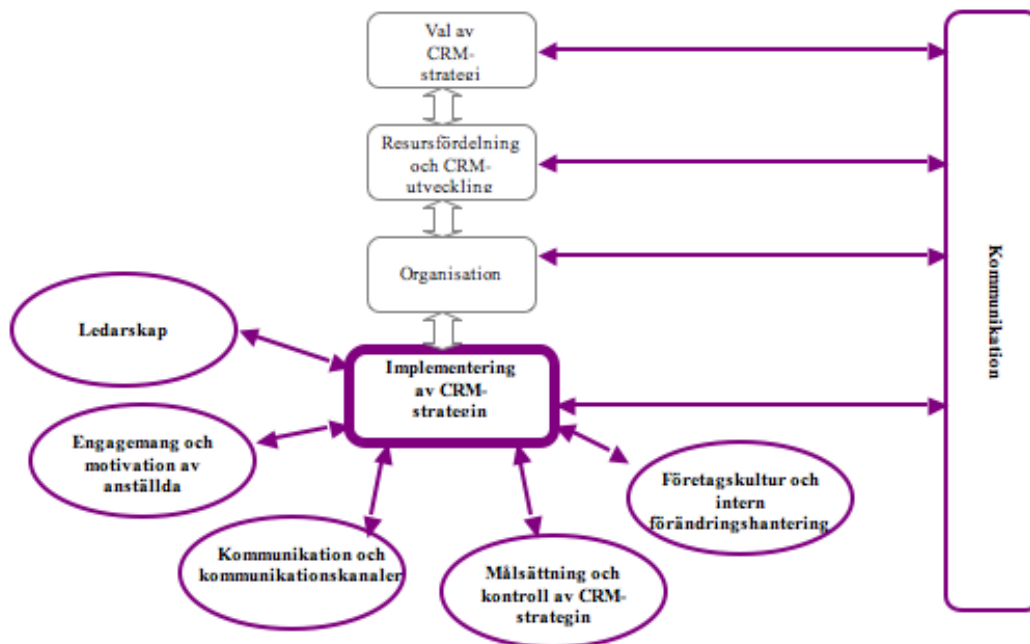 Val av
CRM-
strategi
Resursfördelning
och CRM-
utveckling
Organisation
Kommunikation
Ledarskap
Implementering
av CRM-
strategin
Engagemang och
motivation av
anställda
Företagskultur och
intern
förändringshantering
Kommunikation och
kommunikationskanaler
Målsättning och
kontroll av CRM-
strategin